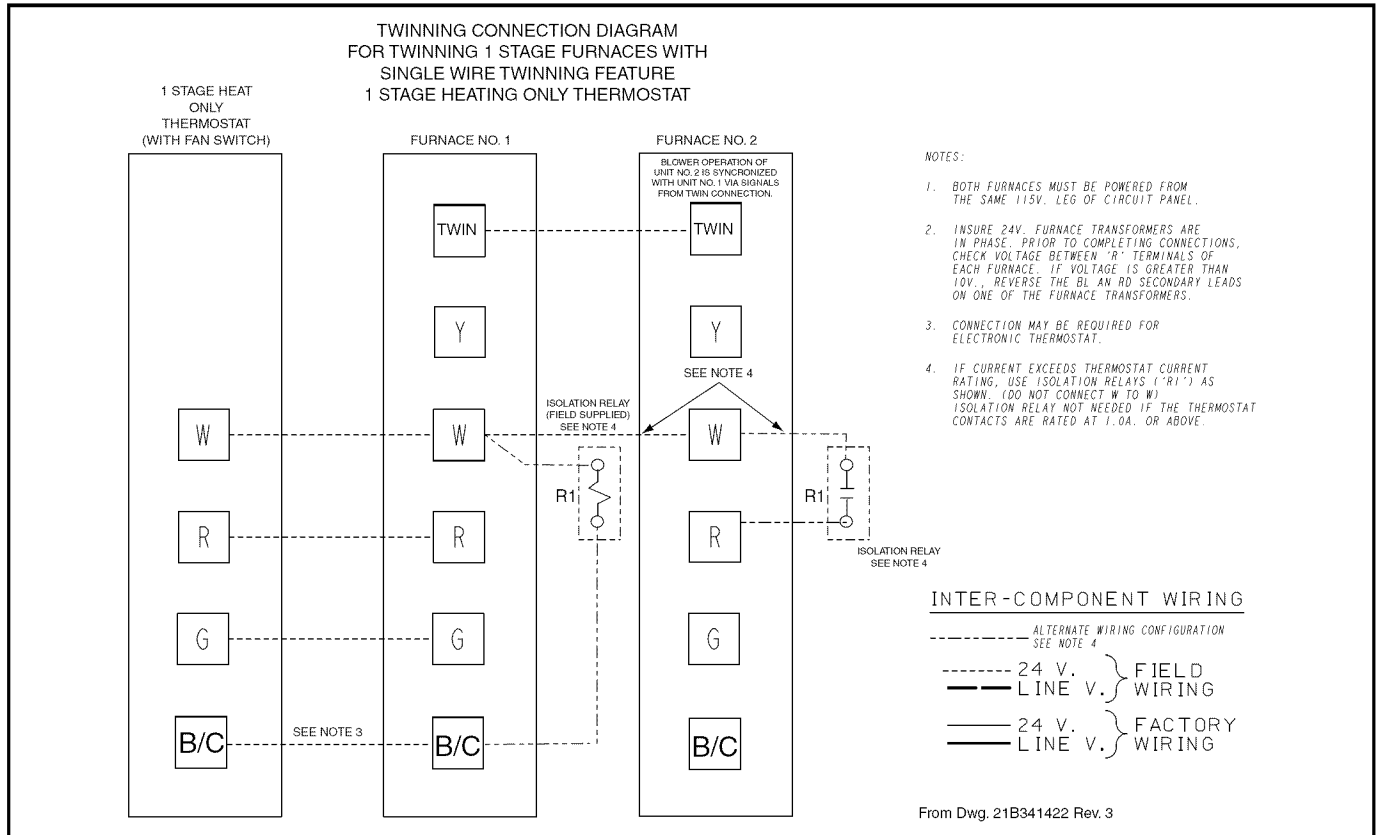 TWINNING CONNECTION DIAGRAM
FOR TWINNING 1 STAGE FURNACES WITH
SINGLE WIRE TWINNING FEATURE
1 STAGE HEATING ONLY THERMOSTAT
1 STAGE HEAT
ONLY
THERMOSTAT
(WITH FAN SWITCH)
FURNACE NO. 1
FURNACE NO. 2
BLOWER OPERATION OF
UNIT NO. 2 IS SYNCRONIZED
WITH UNIT NO. 1 VIA SIGNALS
FROM TWIN CONNECTION.
TWIN
TWIN
Y
Y
SEE NOTE 4
ISOLATION RELAY
(FIELD SUPPLIED)
SEE NOTE 4
W
W
W
R1
R1
R
R
R
ISOLATION RELAY
SEE NOTE 4
G
G
G
SEE NOTE 3
B/C
B/C
B/C
NOTES:
1. BOTH FURNACES MUST BE POWERED FROM
THE SAME 115V. LEG OF CIRCUIT PANEL.
2. INSURE 24V. FURNACE TRANSFORMERS ARE
IN PHASE. PRIOR TO COMPLETING CONNECTIONS,
CHECK VOLTAGE BETWEEN 'R' TERMINALS OF
EACH FURNACE. IF VOLTAGE IS GREATER THAN
10V., REVERSE THE BL AN RD SECONDARY LEADS
ON ONE OF THE FURNACE TRANSFORMERS.
3. CONNECTION MAY BE REQUIRED FOR
ELECTRONIC THERMOSTAT.
4. IF CURRENT EXCEEDS THERMOSTAT CURRENT
RATING, USE ISOLATION RELAYS ('R1') AS
SHOWN. (DO NOT CONNECT W TO W)
ISOLATION RELAY NOT NEEDED IF THE THERMOSTAT
CONTACTS ARE RATED AT 1.0A. OR ABOVE.
INTER-COMPONENT WIRING
ALTERNATE WIRING CONFIGURATION
SEE NOTE 4
24 V. FIELD
LINE V. WIRING
24 V. FACTORY
LINE V. WIRING
From Dwg. 21B341422 Rev. 3